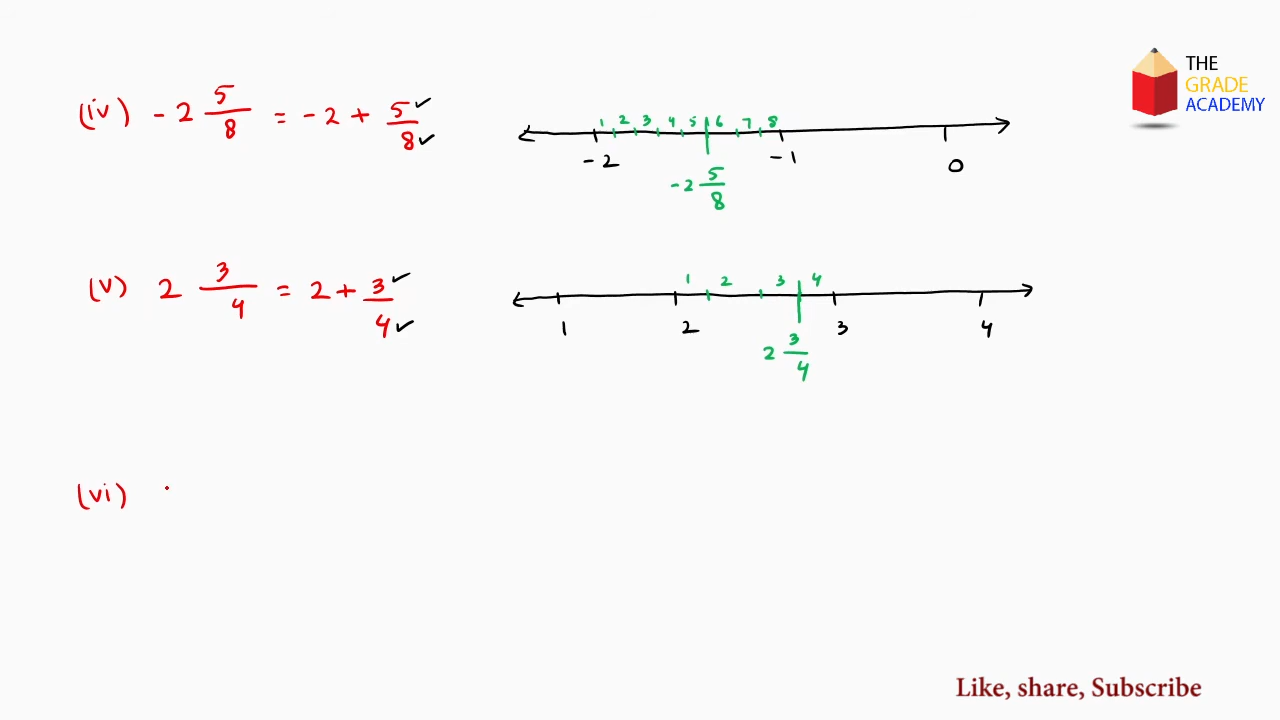 THE
GRADE
ACADEMY
(iv) - 2 5/8 = - 2 + 5/8
1 2 3 4 5 6 7 8
-2 -1 0
-2 5/8
(v) 2 3/4 = 2 + 3/4
1 2 3 4
1 2 3 4
2 3/4
(vi)
Like, share, Subscribe